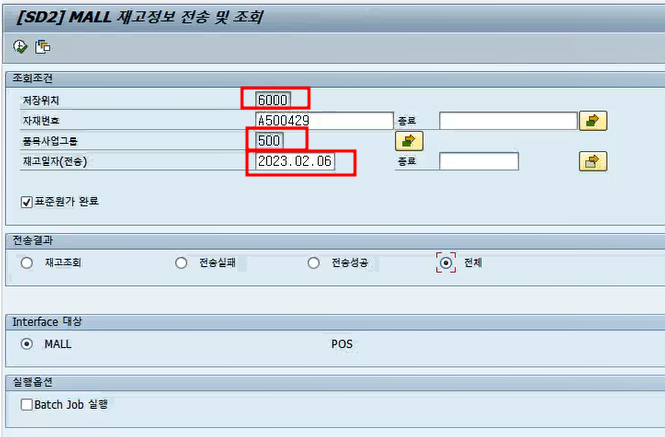 [SD2] MALL 재고정보 전송 및 조회
조회조건
저장위치 6000
자재번호 A500429 종료
품목사업그룹 500
재고일자(전송) 2023.02.06 종료
표준원가 완료
전송결과
재고조회 전송실패 전송성공 전체
Interface 대상
MALL POS
실행옵션
Batch Job 실행